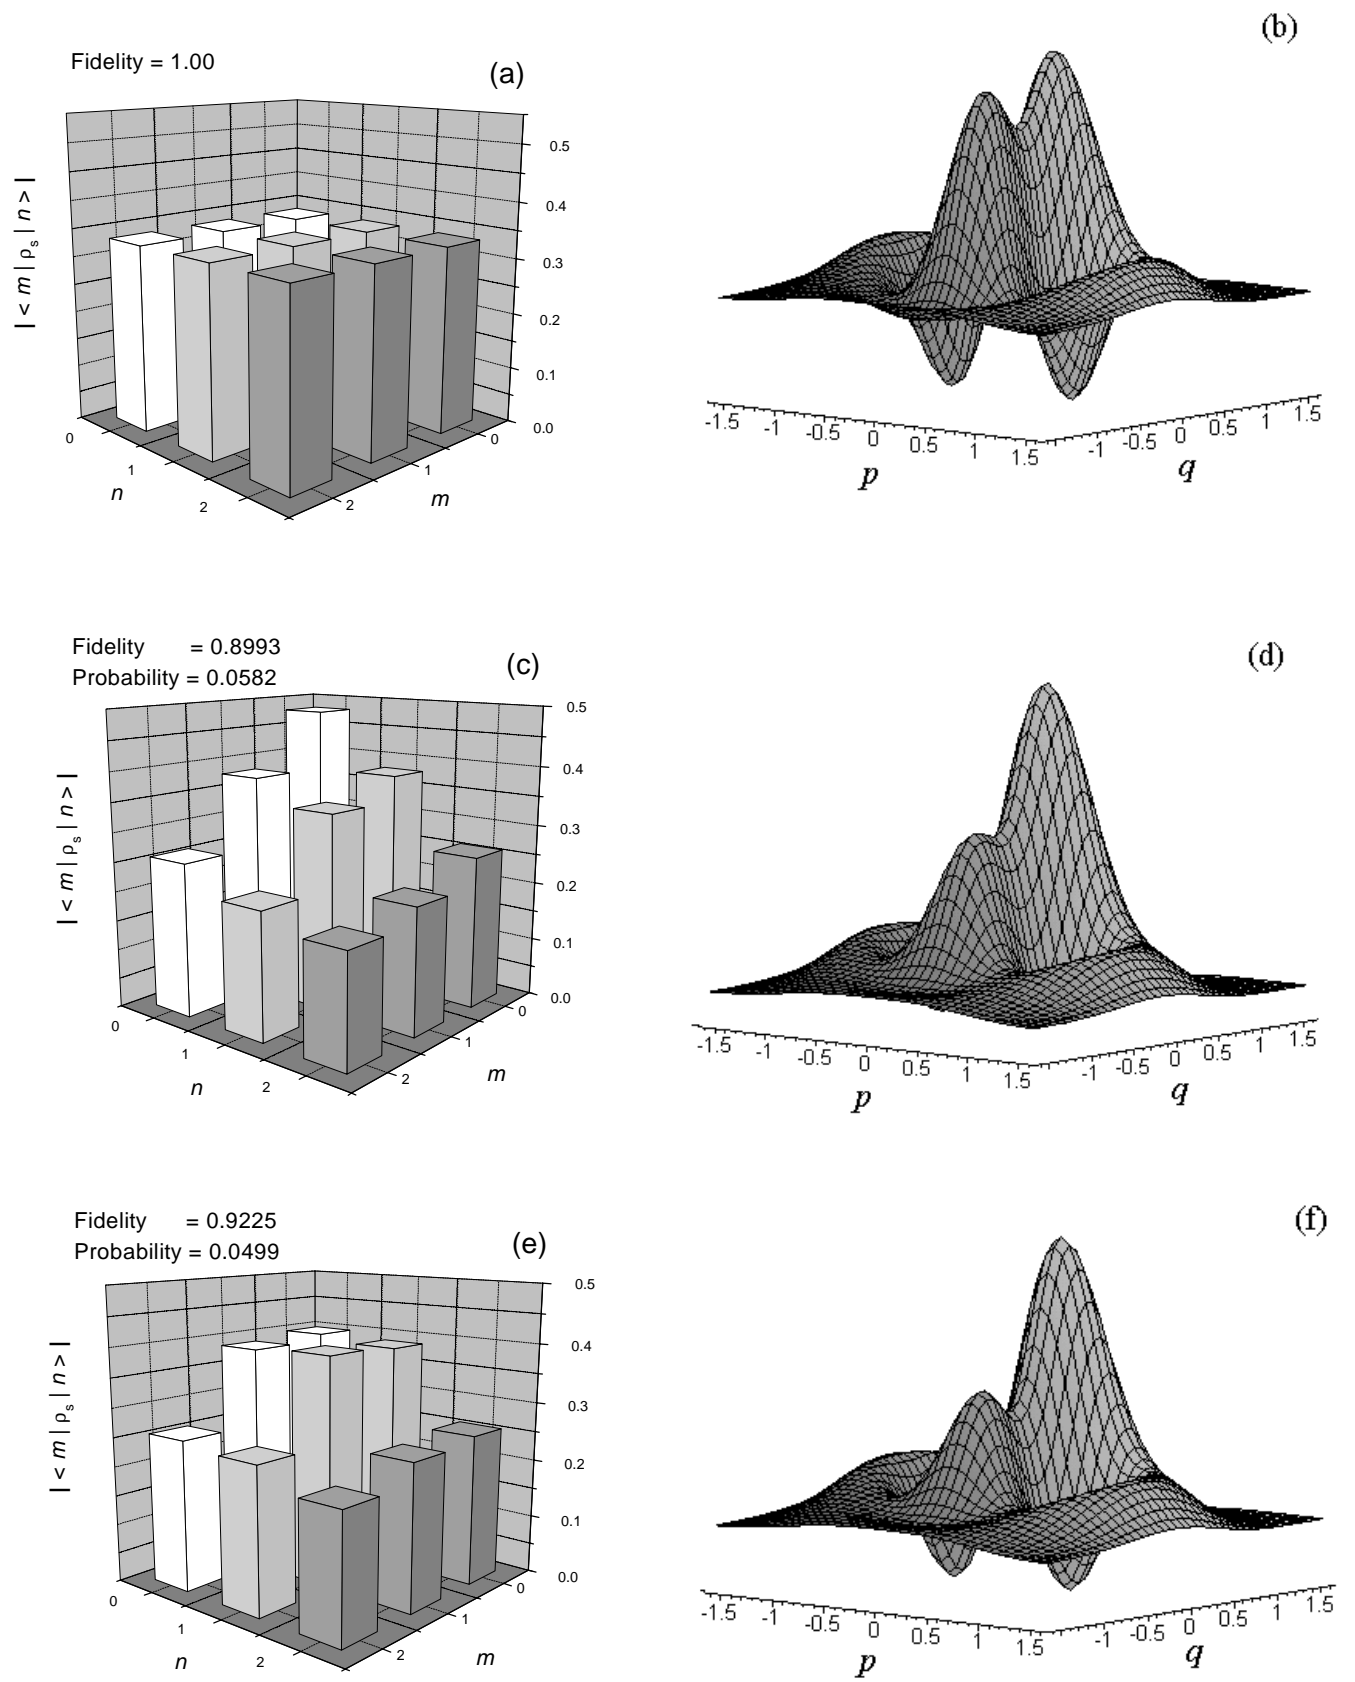 Fidelity = 1.00
(a)
| < m | ρs | n > |
0.5
0.4
0.3
0.2
0.1
0.0
0
1
2
n
0
1
2
m
(b)
-1.5 -1 -0.5 0 0.5 1 1.5
p
-1 -0.5 0 0.5 1 1.5
q
Fidelity = 0.8993
Probability = 0.0582
(c)
| < m | ρs | n > |
0.5
0.4
0.3
0.2
0.1
0.0
0
1
2
n
0
1
2
m
(d)
-1.5 -1 -0.5 0 0.5 1 1.5
p
-1 -0.5 0 0.5 1 1.5
q
Fidelity = 0.9225
Probability = 0.0499
(e)
| < m | ρs | n > |
0.5
0.4
0.3
0.2
0.1
0.0
0
1
2
n
0
1
2
m
(f)
-1.5 -1 -0.5 0 0.5 1 1.5
p
-1 -0.5 0 0.5 1 1.5
q